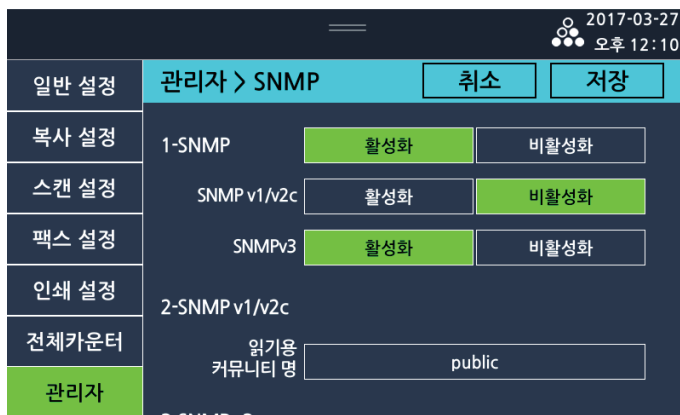 2017-03-27
오후 12:10
일반 설정
복사 설정
스캔 설정
팩스 설정
인쇄 설정
전체카운터
관리자
관리자 > SNMP
취소
저장
1-SNMP
활성화
비활성화
SNMP v1/v2c
활성화
비활성화
SNMPv3
활성화
비활성화
2-SNMP v1/v2c
읽기용
커뮤니티 명
public